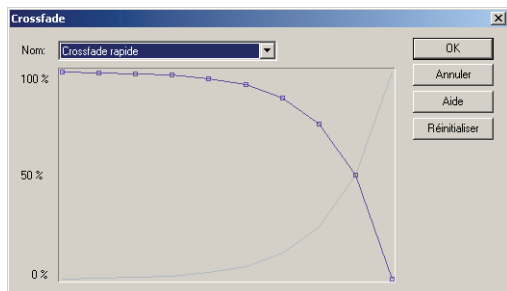 Crossfade
Nom: Crossfade rapide
OK
Annuler
Aide
Réinitialiser
100 %
50 %
0 %